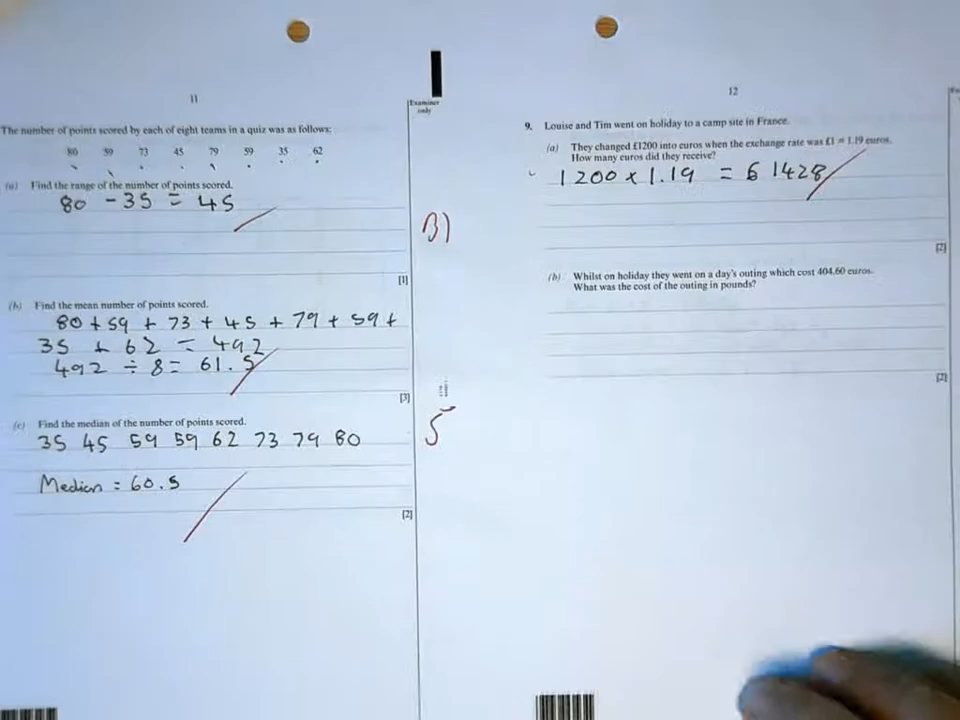 11
Examiner
only
The number of points scored by each of eight teams in a quiz was as follows:
80 59 73 45 79 59 35 62
(a) Find the range of the number of points scored.
80 - 35 = 45
[1]
B)
(b) Find the mean number of points scored.
80 + 59 + 73 + 45 + 79 + 59 +
35 + 62 = 492
492 ÷ 8 = 61.5
[3]
(c) Find the median of the number of points scored.
5
35 45 59 59 62 73 79 80
Median = 60.5
[2]
12
9. Louise and Tim went on holiday to a camp site in France.
(a) They changed £1200 into euros when the exchange rate was £1 = 1.19 euros.
How many euros did they receive?
1200 x 1.19 = € 1428
[2]
(b) Whilst on holiday they went on a day's outing which cost 404.60 euros.
What was the cost of the outing in pounds?
[2]